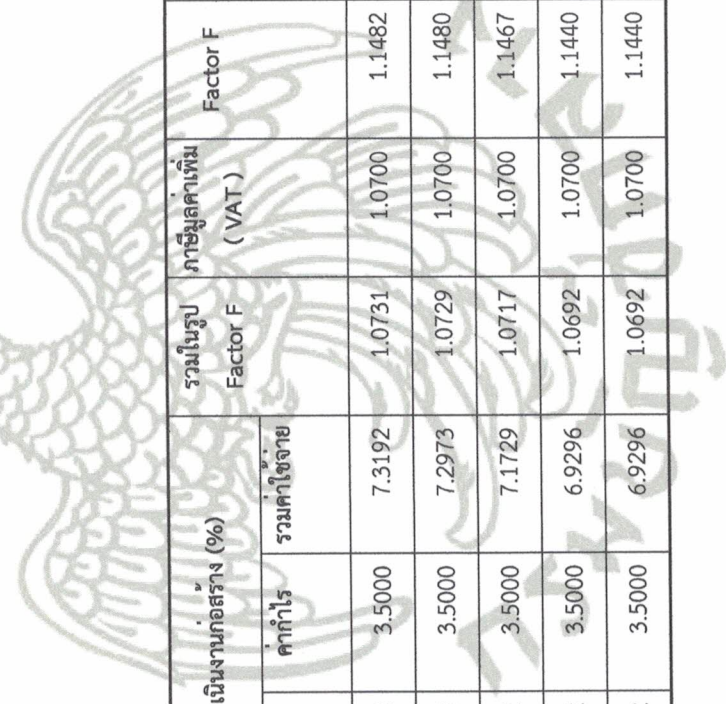 เนินงานก่อสร้าง (%) รวมในรูป ภาษีมูลค่าเพิ่ม Factor F
Factor F ( VAT )
ค่ากำไร รวมค่าใช้จ่าย
3.5000 7.3192 1.0731 1.0700 1.1482
3.5000 7.2973 1.0729 1.0700 1.1480
3.5000 7.1729 1.0717 1.0700 1.1467
3.5000 6.9296 1.0692 1.0700 1.1440
3.5000 6.9296 1.0692 1.0700 1.1440